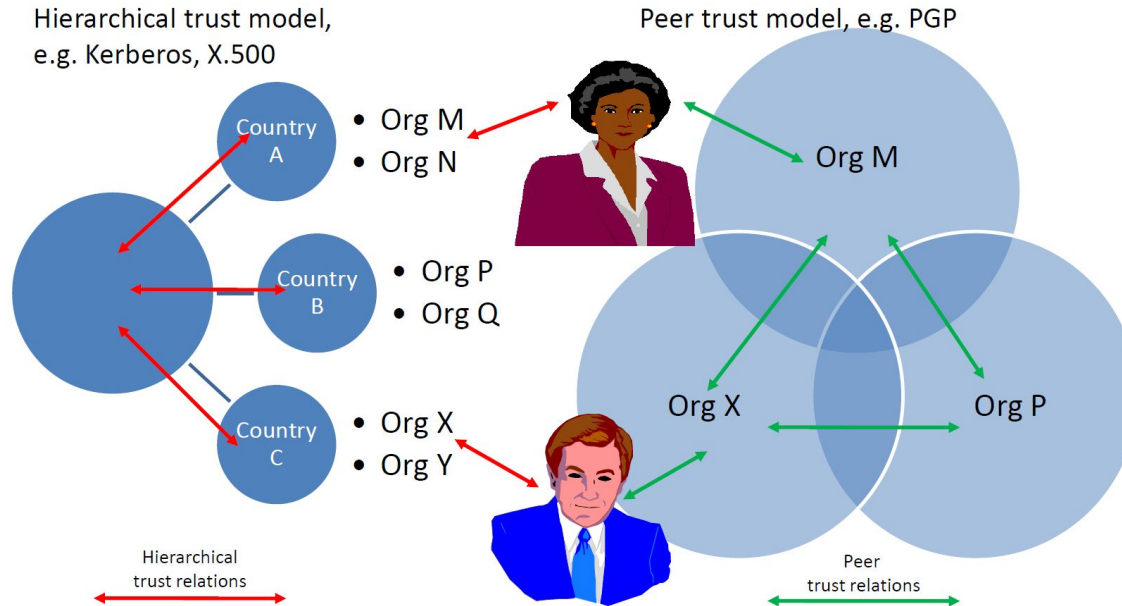 Hierarchical trust model,
e.g. Kerberos, X.500
Peer trust model, e.g. PGP
Country
A
• Org M
• Org N
Country
B
• Org P
• Org Q
Country
C
• Org X
• Org Y
Org M
Org X
Org P
Hierarchical
trust relations
Peer
trust relations